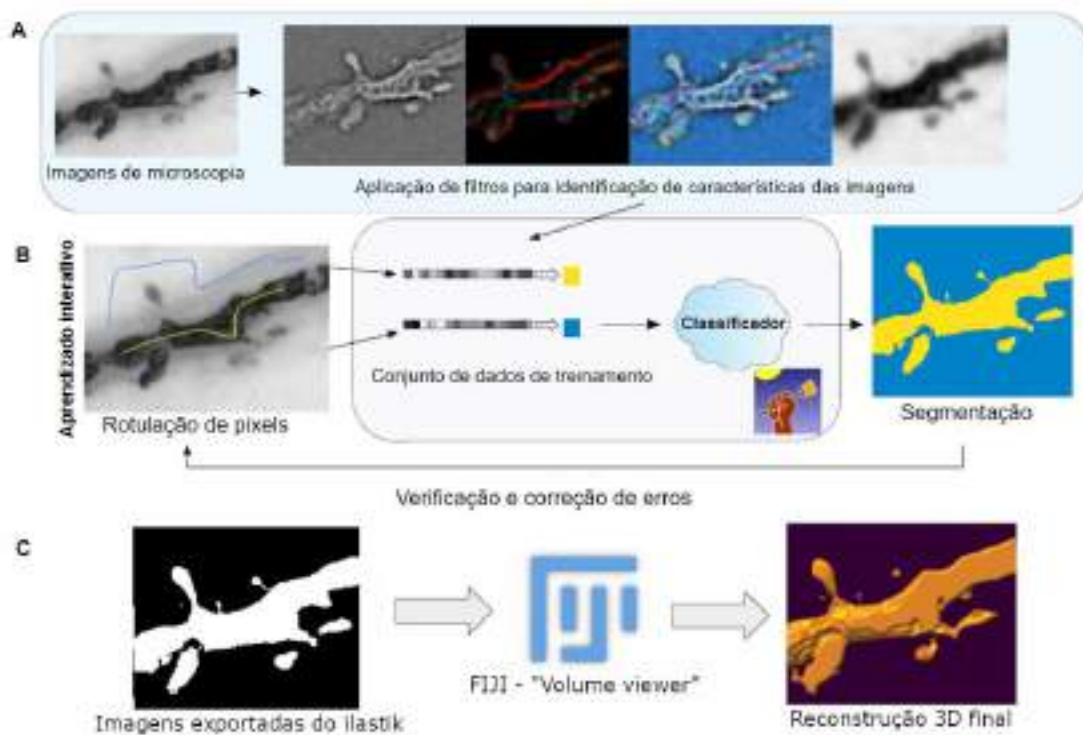 A
Imagens de microscopia
Aplicação de filtros para identificação de características das imagens
B
Aprendizado interativo
Rotulação de pixels
Conjunto de dados de treinamento
Classificador
Segmentação
Verificação e correção de erros
C
Imagens exportadas do ilastik
FIJI - "Volume viewer"
Reconstrução 3D final